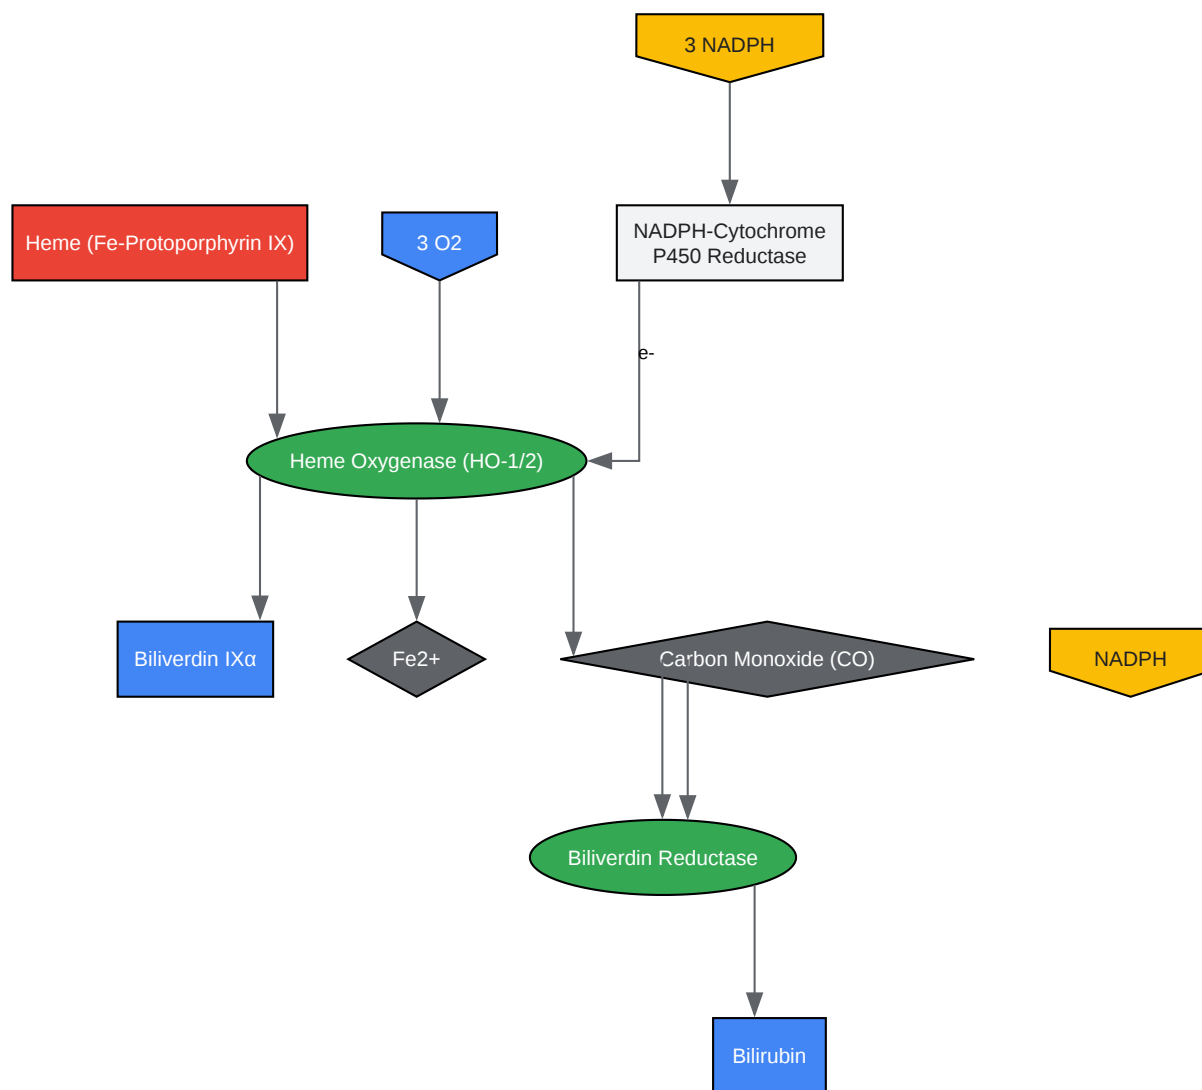 3 NADPH
Heme (Fe-Protoporphyrin IX)
3 O2
NADPH-Cytochrome
P450 Reductase
e-
Heme Oxygenase (HO-1/2)
Biliverdin IXα
Fe2+
Carbon Monoxide (CO)
NADPH
Biliverdin Reductase
Bilirubin